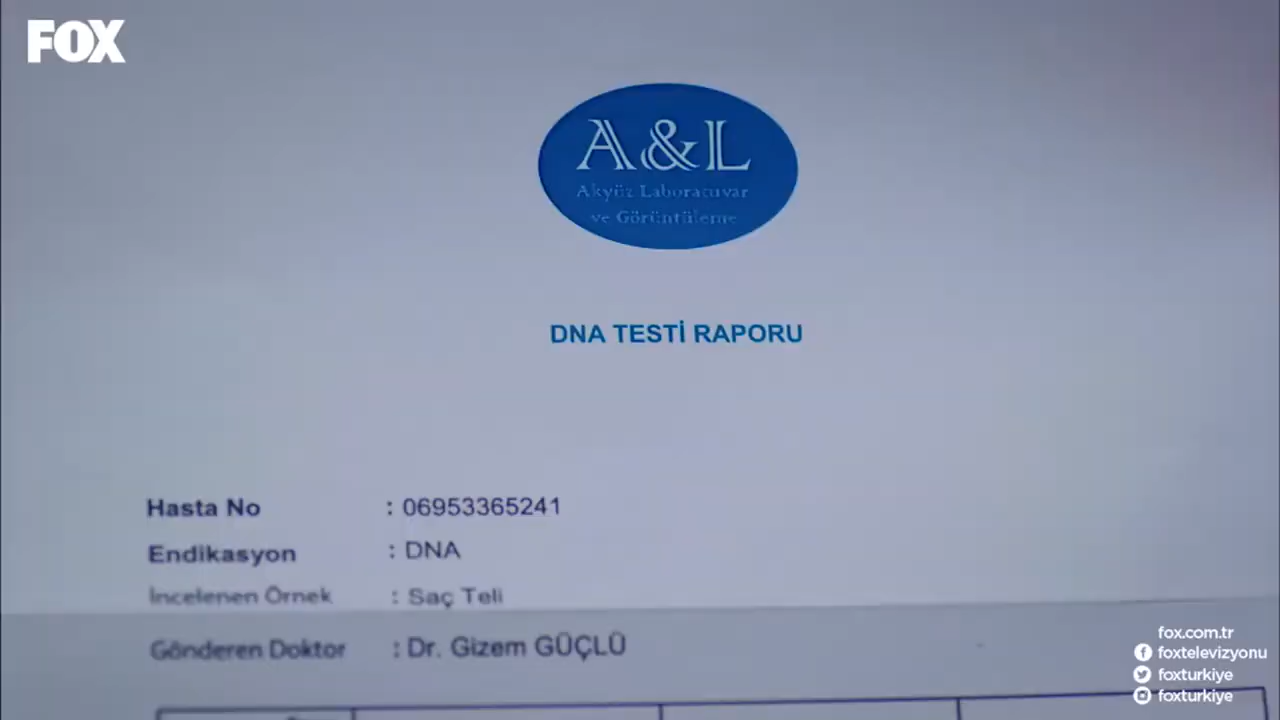 FOX
A&L
Akyüz Laboratuvar
ve Görüntüleme
DNA TESTİ RAPORU
Hasta No : 06953365241
Endikasyon : DNA
İncelenen Örnek : Saç Teli
Gönderen Doktor : Dr. Gizem GÜÇLÜ
fox.com.tr
foxtelevizyonu
foxturkiye
foxturkiye